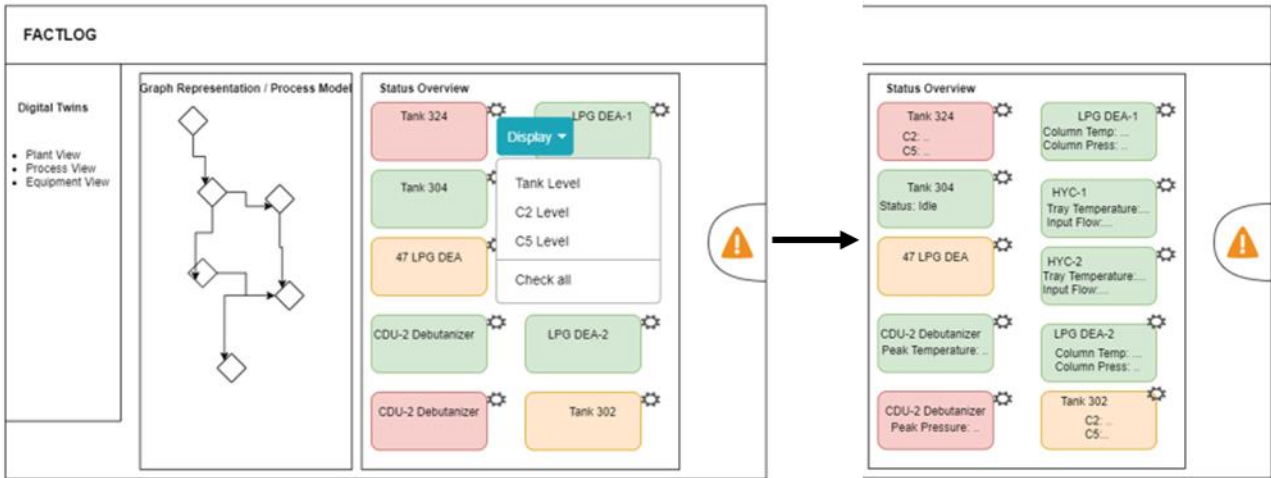 FACTLOG
Digital Twins
Plant View
Process View
Equipment View
Graph Representation / Process Model
Status Overview
Tank 324
LPG DEA-1
Display
Tank Level
C2 Level
C5 Level
Check all
Tank 304
47 LPG DEA
CDU-2 Debutanizer
LPG DEA-2
CDU-2 Debutanizer
Tank 302
Status Overview
Tank 324
C2: ..
C5: ..
LPG DEA-1
Column Temp: ...
Column Press: ..
Tank 304
Status: Idle
HYC-1
Tray Temperature:...
Input Flow:...
47 LPG DEA
HYC-2
Tray Temperature:...
Input Flow:...
CDU-2 Debutanizer
Peak Temperature: ..
LPG DEA-2
Column Temp: ...
Column Press: ..
CDU-2 Debutanizer
Peak Pressure: ..
Tank 302
C2: ..
C5:..